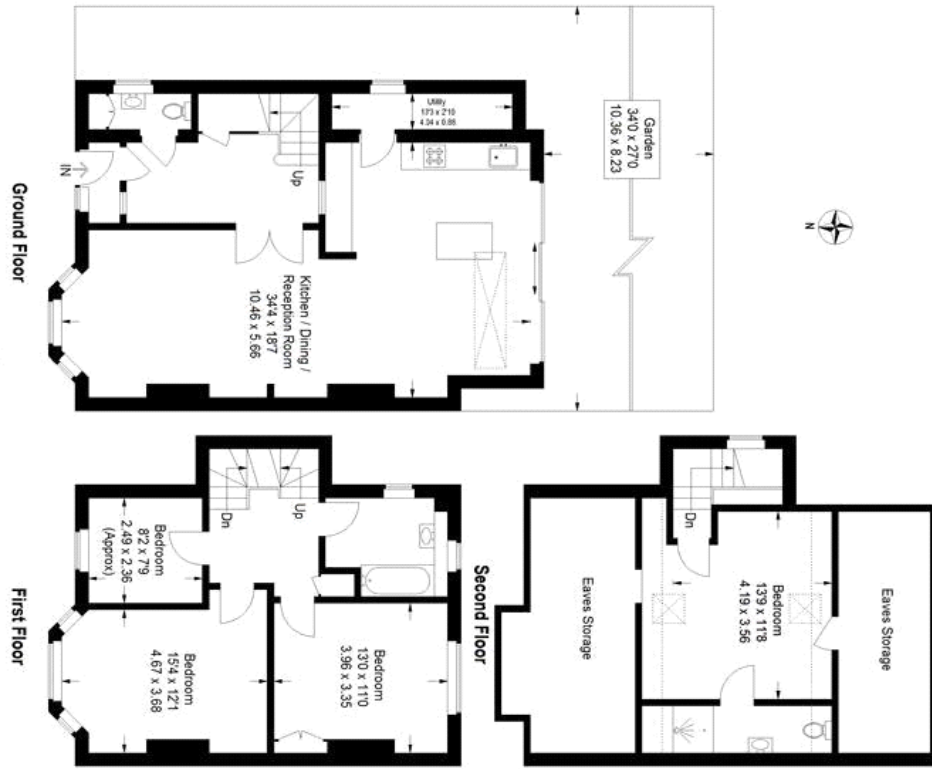 Garden
34'0 x 27'0
10.36 x 8.23
N
Utility
13'3 x 2'10
4.04 x 0.86
Up
IN
Kitchen / Dining /
Reception Room
34'4 x 18'7
10.46 x 5.66
Ground Floor
Dn
Up
Bedroom
8'2 x 7'9
2.49 x 2.36
(Approx)
Bedroom
15'4 x 12'1
4.67 x 3.68
Bedroom
13'0 x 11'0
3.96 x 3.35
First Floor
Dn
Eaves Storage
Bedroom
13'9 x 11'8
4.19 x 3.56
Eaves Storage
Second Floor